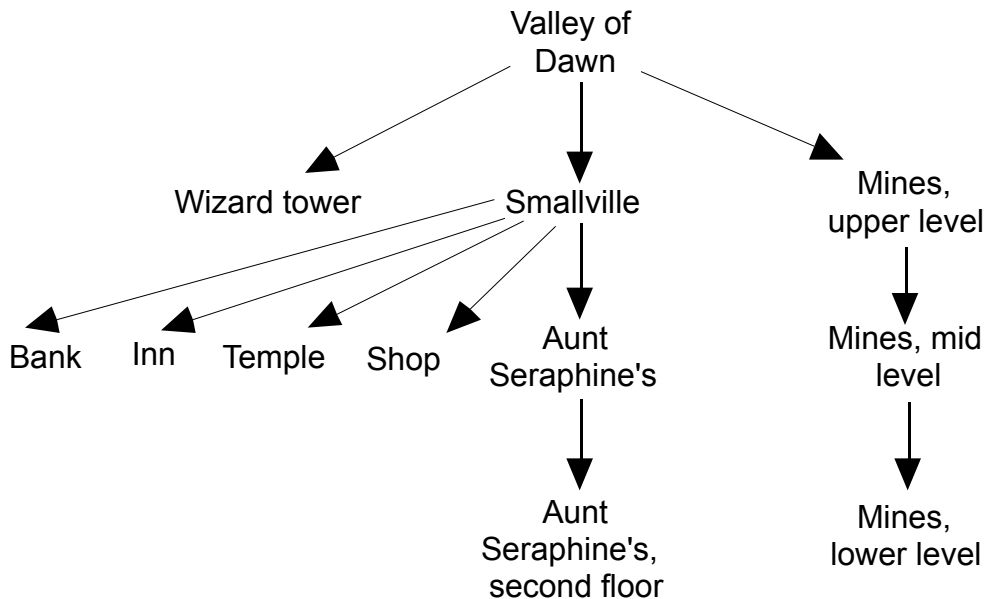 Valley of
Dawn
Wizard tower
Smallville
Mines,
upper level
Bank
Inn
Temple
Shop
Aunt
Seraphine's
Mines, mid
level
Aunt
Seraphine's,
second floor
Mines,
lower level